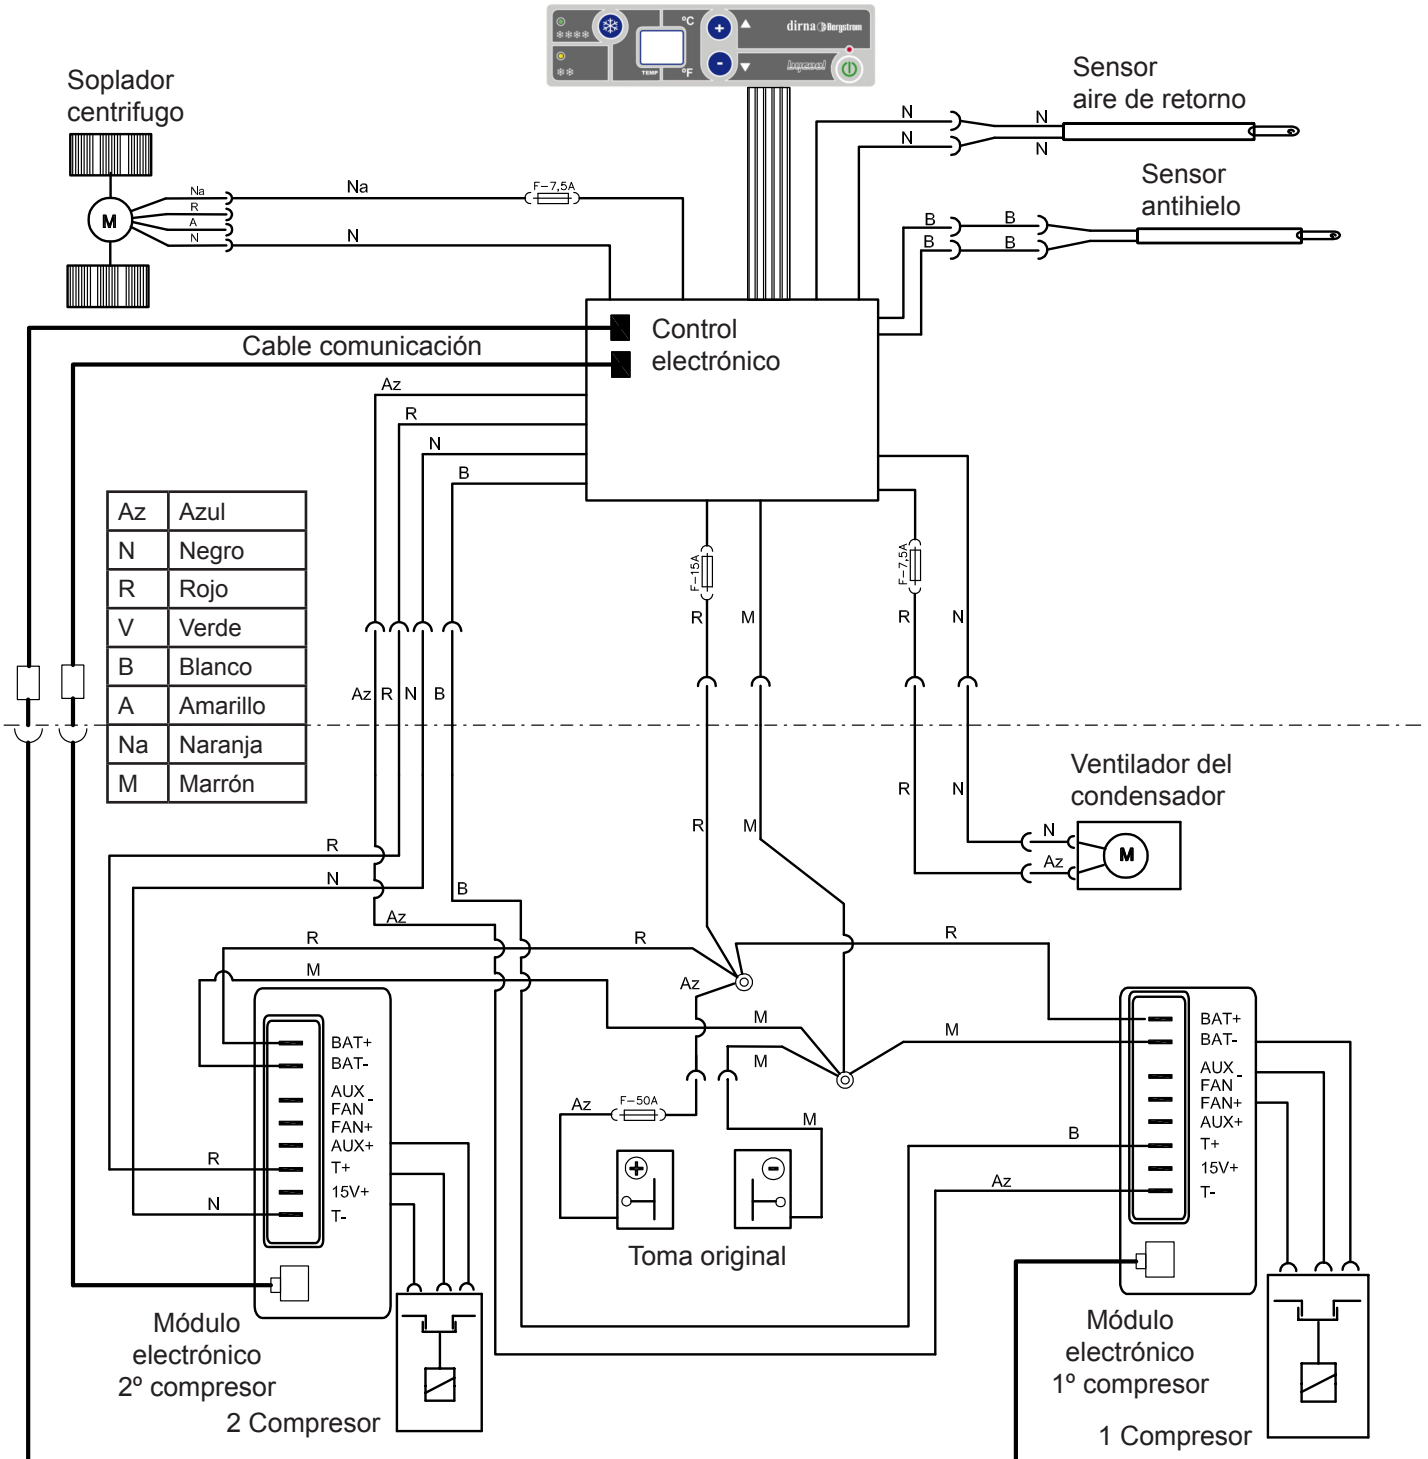 °C
+
dirna Bergstrom
TEMP
°F
-
bycool
Soplador
centrifugo
Sensor
aire de retorno
N
N
N
N
Sensor
antihielo
Na
R
A
N
M
Na
F-7,5A
N
B
B
B
B
Control
electrónico
Cable comunicación
Az
R
N
B
Az Azul
N Negro
R Rojo
V Verde
B Blanco
A Amarillo
Na Naranja
M Marrón
F-15A
F-7,5A
R
M
R
N
Az
R
N
B
Ventilador del
condensador
R
N
R
M
N
Az
M
R
N
B
Az
R
R
R
M
Az
M
M
M
BAT+
BAT-
AUX
FAN -
FAN+
AUX+
T+
15V+
T-
R
N
Az
F-50A
M
+
-
Toma original
BAT+
BAT-
AUX
FAN -
FAN+
AUX+
T+
15V+
T-
B
Az
Módulo
electrónico
2º compresor
2 Compresor
Módulo
electrónico
1º compresor
1 Compresor